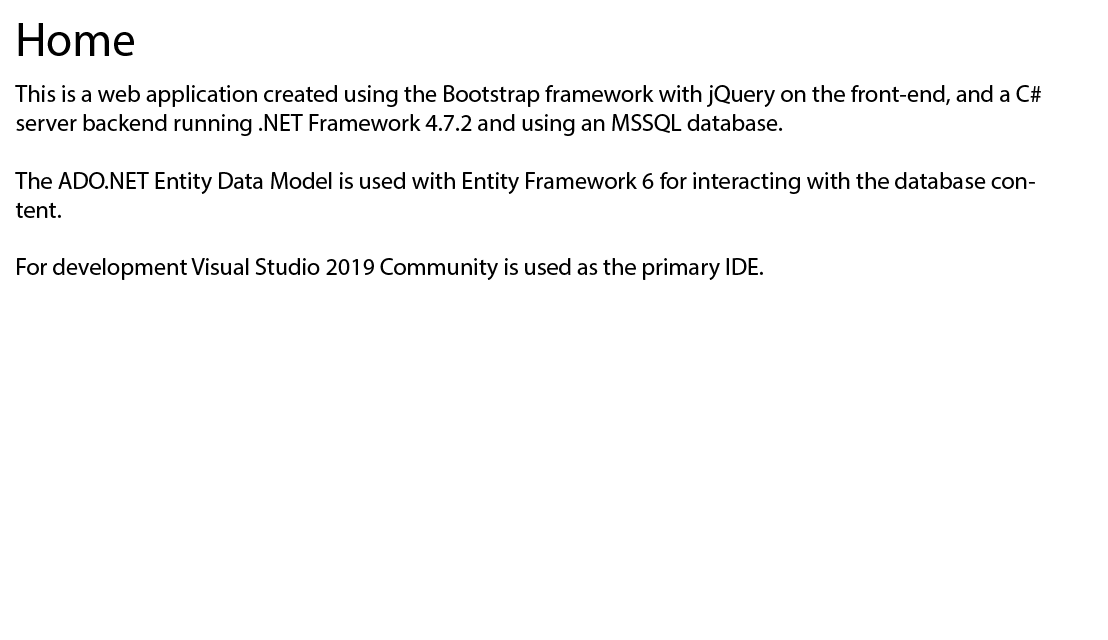 Home
This is a web application created using the Bootstrap framework with jQuery on the front-end, and a C#
server backend running .NET Framework 4.7.2 and using an MSSQL database.
The ADO.NET Entity Data Model is used with Entity Framework 6 for interacting with the database con-
tent.
For development Visual Studio 2019 Community is used as the primary IDE.